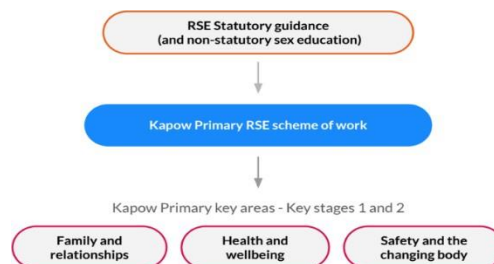 RSE Statutory guidance
(and non-statutory sex education)
Kapow Primary RSE scheme of work
Kapow Primary key areas - Key stages 1 and 2
Family and
relationships
Health and
wellbeing
Safety and the
changing body